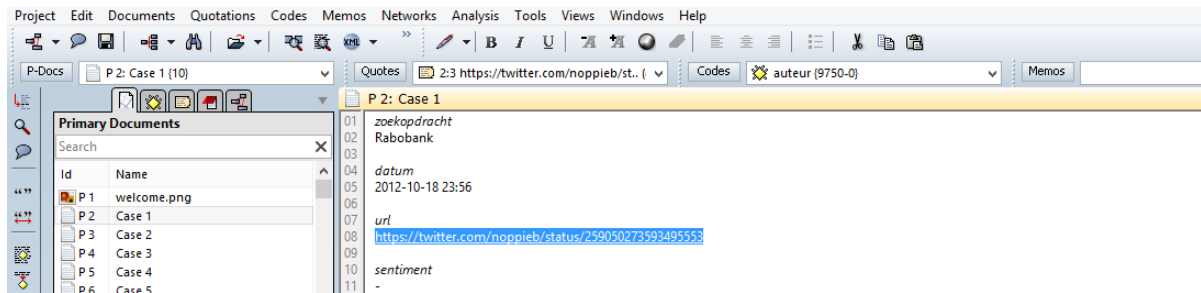 Project Edit Documents Quotations Codes Memos Networks Analysis Tools Views Windows Help
XML » B I U A A
P-Docs P 2: Case 1 {10} Quotes 2:3 https://twitter.com/noppieb/st.. ( Codes auteur {9750-0} Memos
P 2: Case 1
Primary Documents
Search
Id Name
P 1 welcome.png
P 2 Case 1
P 3 Case 2
P 4 Case 3
P 5 Case 4
P 6 Case 5
01 zoekopdracht
02 Rabobank
03
04 datum
05 2012-10-18 23:56
06
07 url
08 https://twitter.com/noppieb/status/259050273593495553
09
10 sentiment
11 -